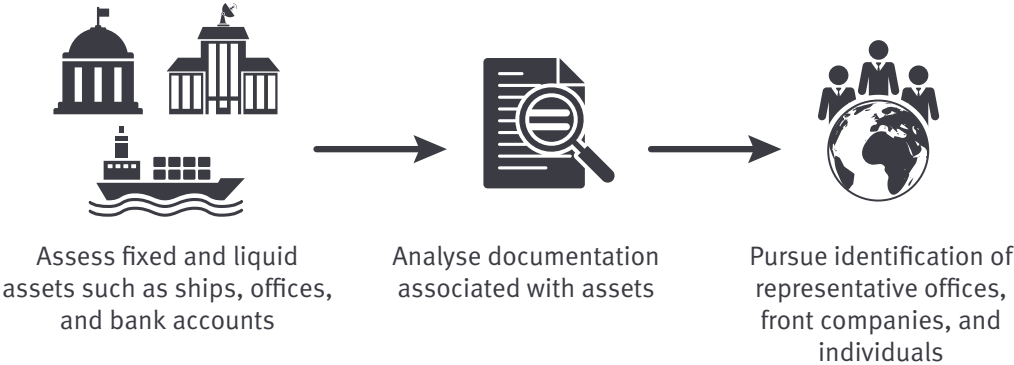 Assess fixed and liquid
assets such as ships, offices,
and bank accounts
Analyse documentation
associated with assets
Pursue identification of
representative offices,
front companies, and
individuals